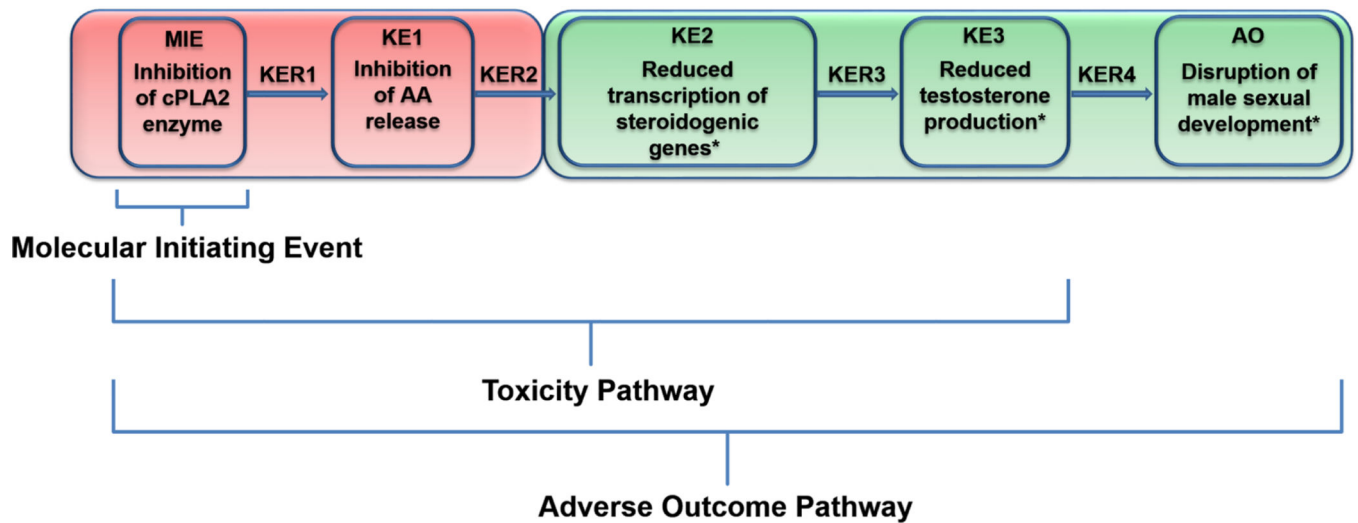 MIE
Inhibition
of cPLA2
enzyme
KER1
KE1
Inhibition
of AA
release
KER2
KE2
Reduced
transcription of
steroidogenic
genes*
KER3
KE3
Reduced
testosterone
production*
KER4
AO
Disruption of
male sexual
development*
Molecular Initiating Event
Toxicity Pathway
Adverse Outcome Pathway